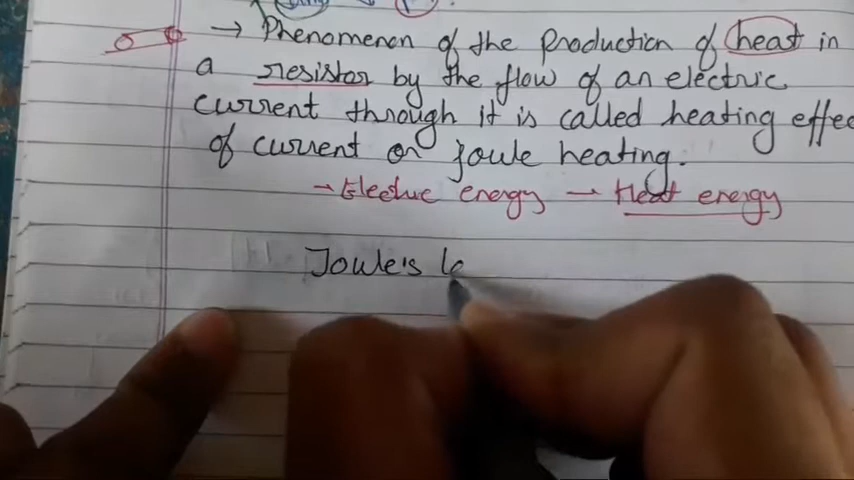 → Phenomenon of the production of heat in
a resistor by the flow of an electric
current through it is called heating effec
of current or joule heating.
→ Electric energy → Heat energy
Joule's